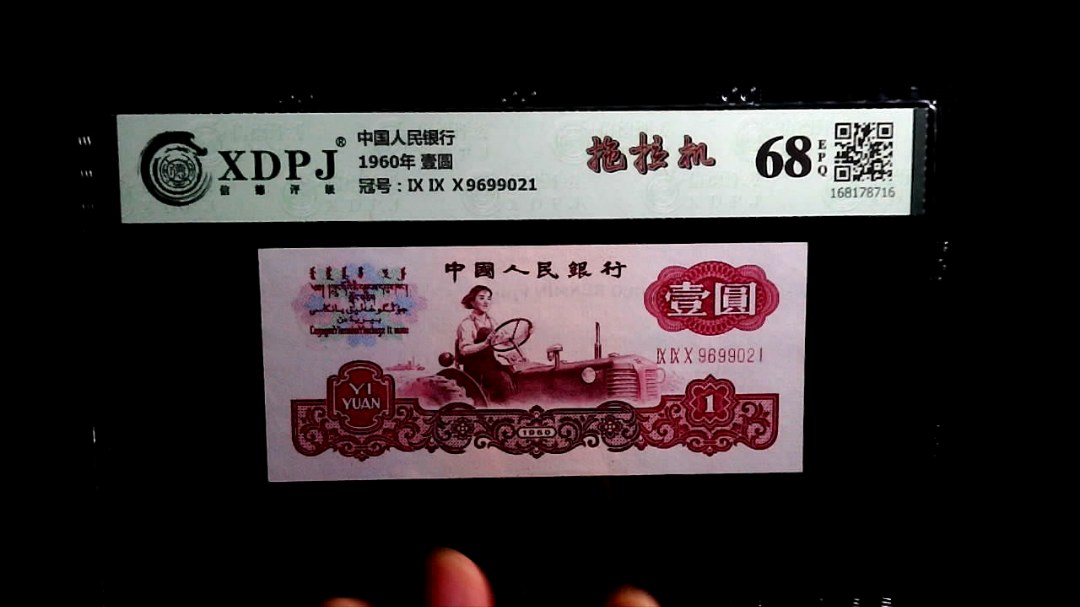 XDPJ®
信德评级
中国人民银行
1960年 壹圆
冠号：IX IX X 9699021
拖拉机
68
EPQ
168178716
中國人民銀行
壹圓
IX IX X 9699021
YI
YUAN
1
1960